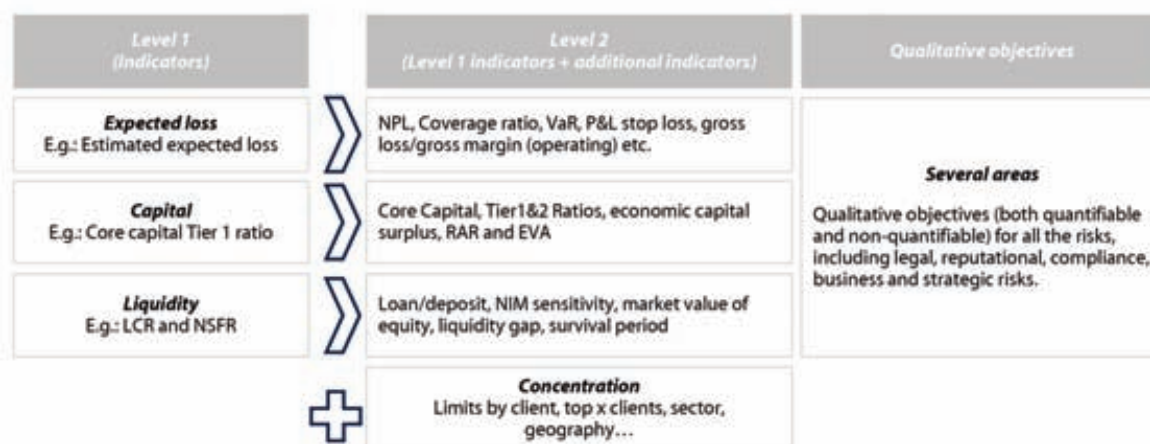 Level 1
(Indicators)
Level 2
(Level 1 indicators + additional indicators)
Qualitative objectives
Expected loss
E.g.: Estimated expected loss
NPL, Coverage ratio, VaR, P&L stop loss, gross
loss/gross margin (operating) etc.
Capital
E.g.: Core capital Tier 1 ratio
Core Capital, Tier1&2 Ratios, economic capital
surplus, RAR and EVA
Liquidity
E.g.: LCR and NSFR
Loan/deposit, NIM sensitivity, market value of
equity, liquidity gap, survival period
Concentration
Limits by client, top x clients, sector,
geography…
Several areas
Qualitative objectives (both quantifiable
and non-quantifiable) for all the risks,
including legal, reputational, compliance,
business and strategic risks.